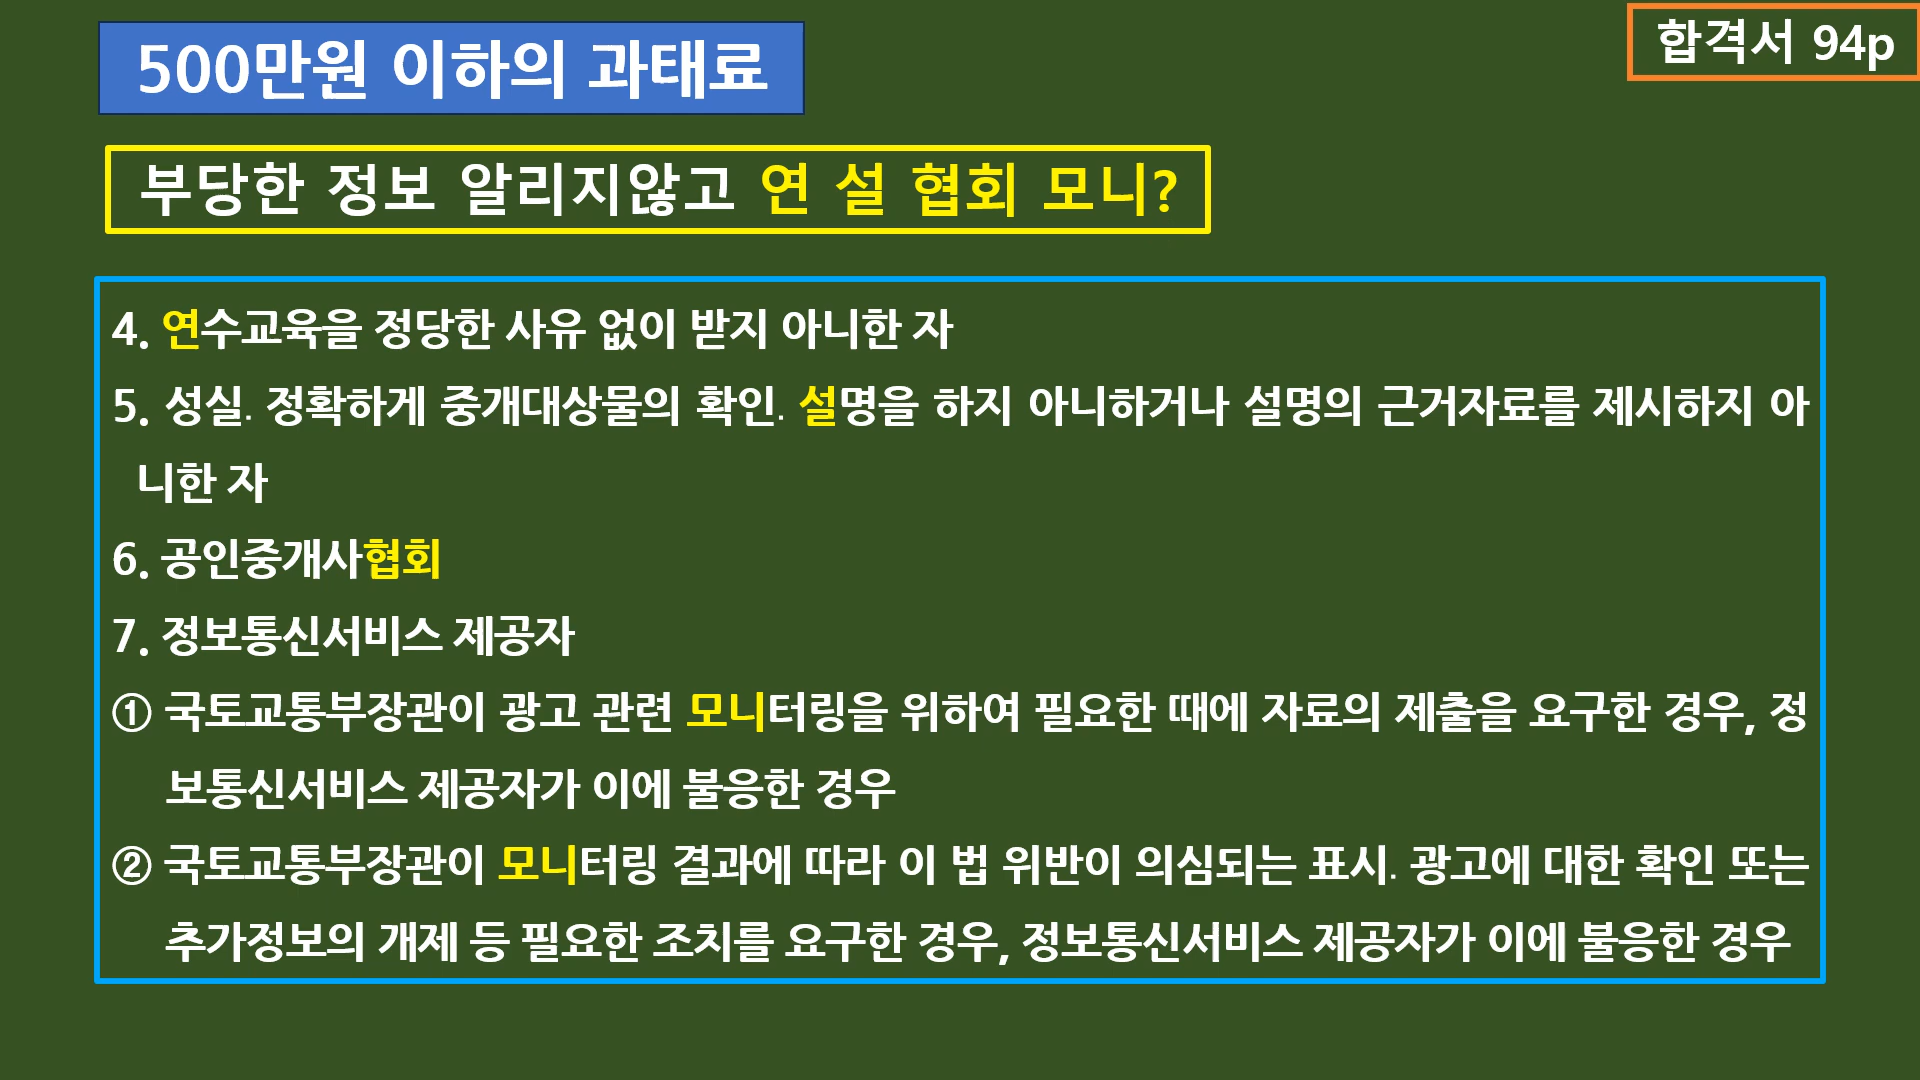 500만원 이하의 과태료
합격서 94p
부당한 정보 알리지않고 연 설 협회 모니?
4. 연수교육을 정당한 사유 없이 받지 아니한 자
5. 성실. 정확하게 중개대상물의 확인. 설명을 하지 아니하거나 설명의 근거자료를 제시하지 아
니한 자
6. 공인중개사협회
7. 정보통신서비스 제공자
① 국토교통부장관이 광고 관련 모니터링을 위하여 필요한 때에 자료의 제출을 요구한 경우, 정
보통신서비스 제공자가 이에 불응한 경우
② 국토교통부장관이 모니터링 결과에 따라 이 법 위반이 의심되는 표시. 광고에 대한 확인 또는
추가정보의 개제 등 필요한 조치를 요구한 경우, 정보통신서비스 제공자가 이에 불응한 경우